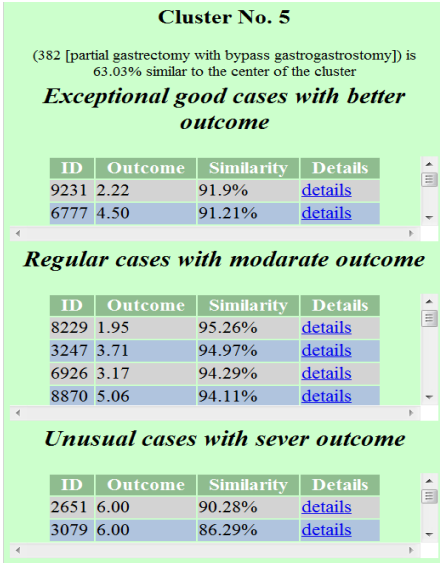 Cluster No. 5
(382 [partial gastrectomy with bypass gastrogastrostomy]) is
63.03% similar to the center of the cluster
Exceptional good cases with better
outcome
ID Outcome Similarity Details
9231 2.22 91.9% details
6777 4.50 91.21% details
Regular cases with modarate outcome
ID Outcome Similarity Details
8229 1.95 95.26% details
3247 3.71 94.97% details
6926 3.17 94.29% details
8870 5.06 94.11% details
Unusual cases with sever outcome
ID Outcome Similarity Details
2651 6.00 90.28% details
3079 6.00 86.29% details